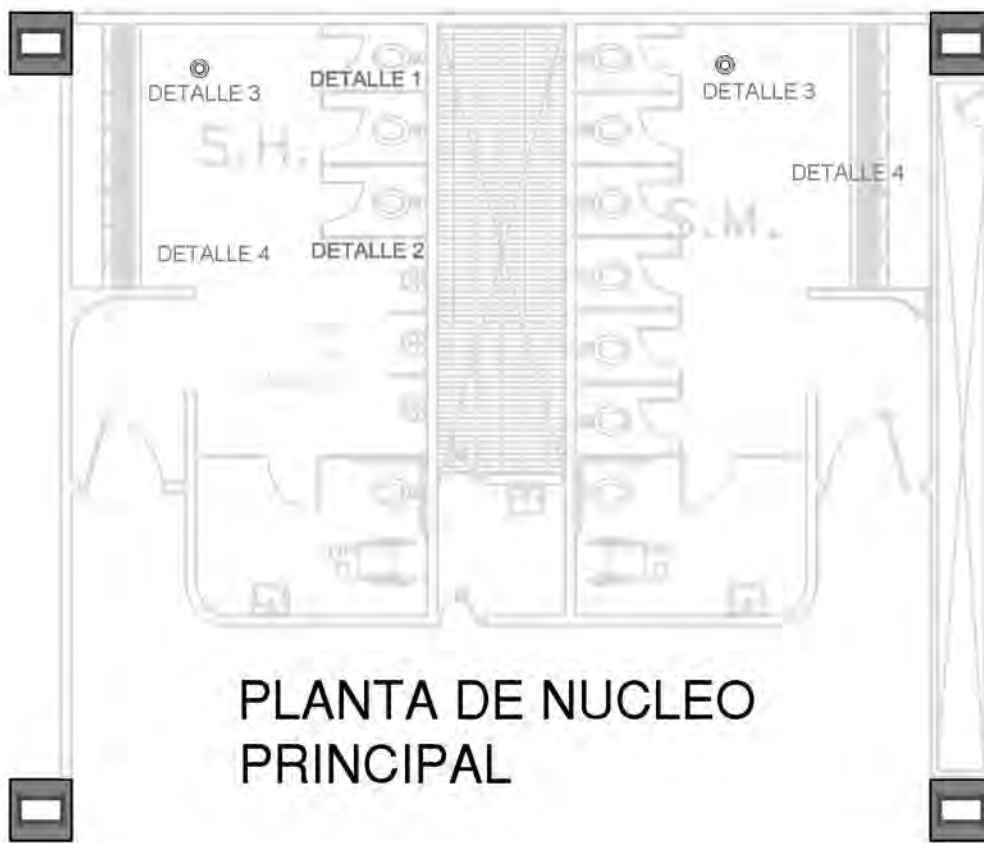 DETALLE 3
DETALLE 1
DETALLE 3
S.H.
DETALLE 4
S.M.
DETALLE 4
DETALLE 2
PLANTA DE NUCLEO
PRINCIPAL